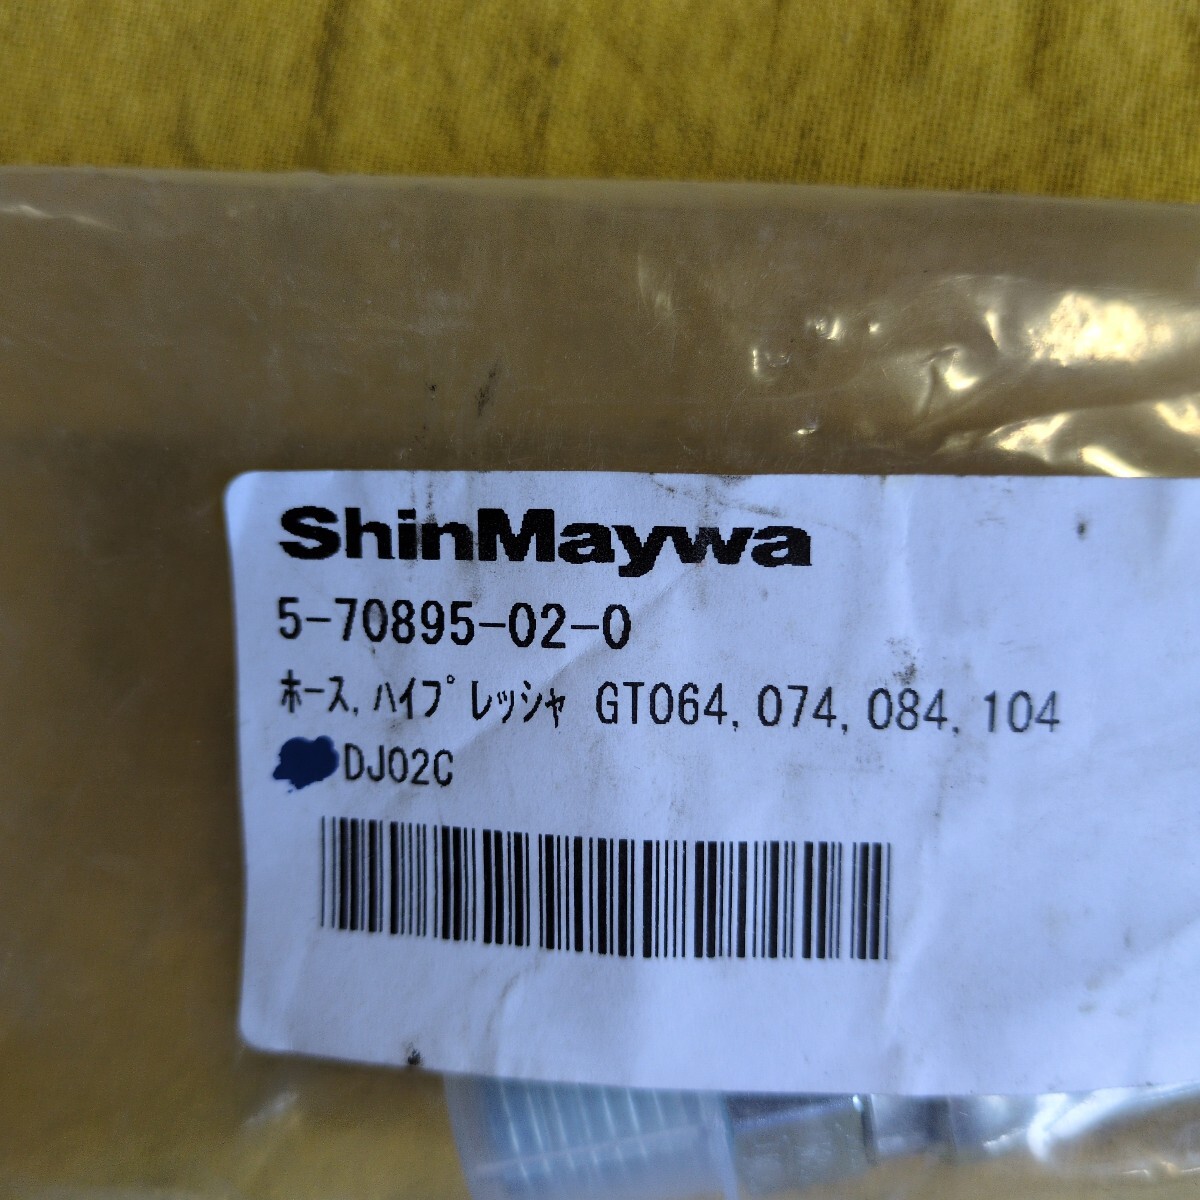 ShinMaywa
5-70895-02-0
ﾎｰｽ,ﾊｲﾌﾟﾚｯｼｬ GT064,074,084,104
DJ02C